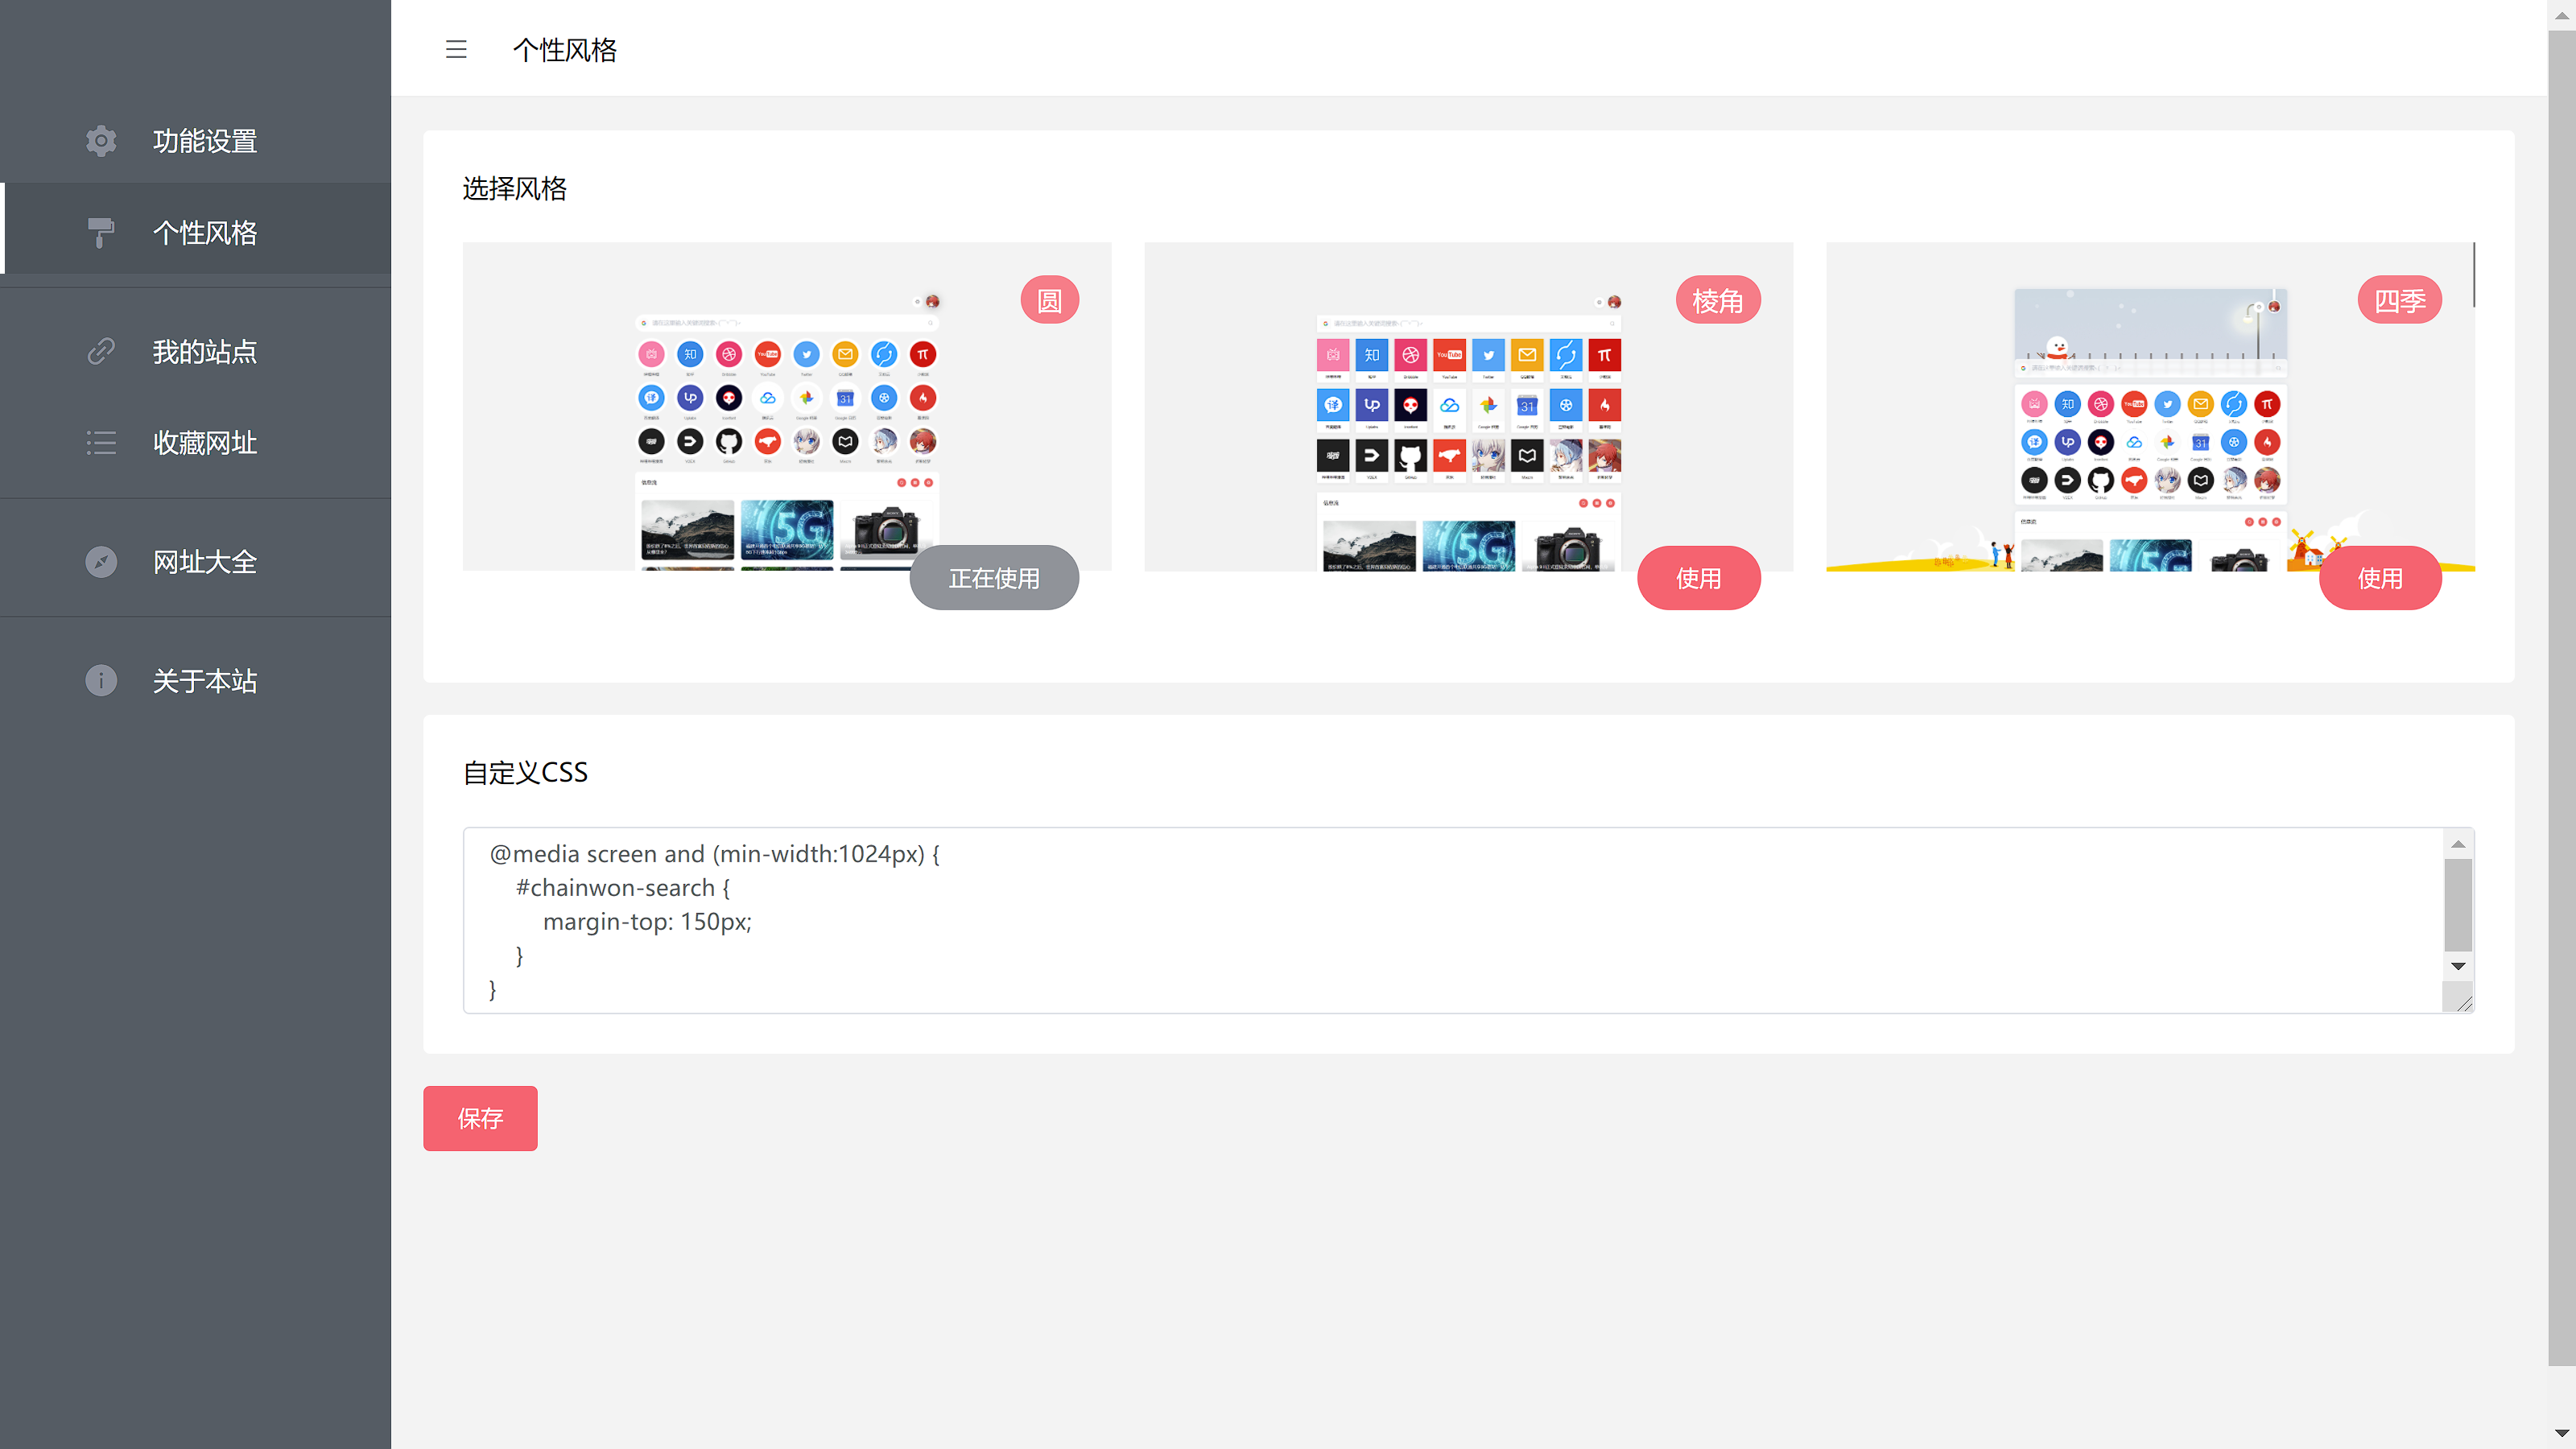 个性风格
功能设置
个性风格
我的站点
收藏网址
网址大全
关于本站
选择风格
圆
正在使用
棱角
使用
四季
使用
自定义CSS
@media screen and (min-width:1024px) {
#chainwon-search {
margin-top: 150px;
}
}
保存